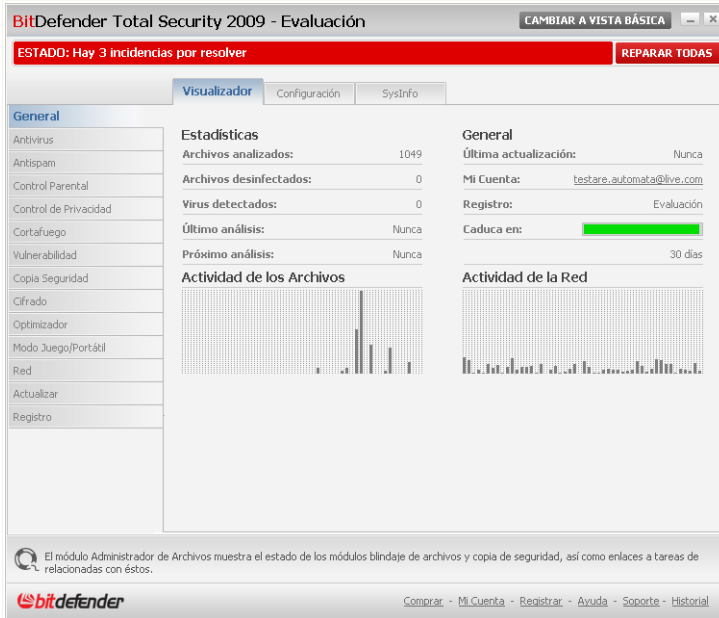 BitDefender Total Security 2009 - Evaluación
CAMBIAR A VISTA BÁSICA
ESTADO: Hay 3 incidencias por resolver
REPARAR TODAS
Visualizador
Configuración
SysInfo
General
Antivirus
Antispam
Control Parental
Control de Privacidad
Cortafuego
Vulnerabilidad
Copia Seguridad
Cifrado
Optimizador
Modo Juego/Portátil
Red
Actualizar
Registro
Estadísticas
Archivos analizados: 1049
Archivos desinfectados: 0
Virus detectados: 0
Último análisis: Nunca
Próximo análisis: Nunca
Actividad de los Archivos
General
Última actualización: Nunca
Mi Cuenta: testare.automata@live.com
Registro: Evaluación
Caduca en:
30 días
Actividad de la Red
El módulo Administrador de Archivos muestra el estado de los módulos blindaje de archivos y copia de seguridad, así como enlaces a tareas de
relacionadas con éstos.
bitdefender
Comprar - Mi Cuenta - Registrar - Ayuda - Soporte - Historial